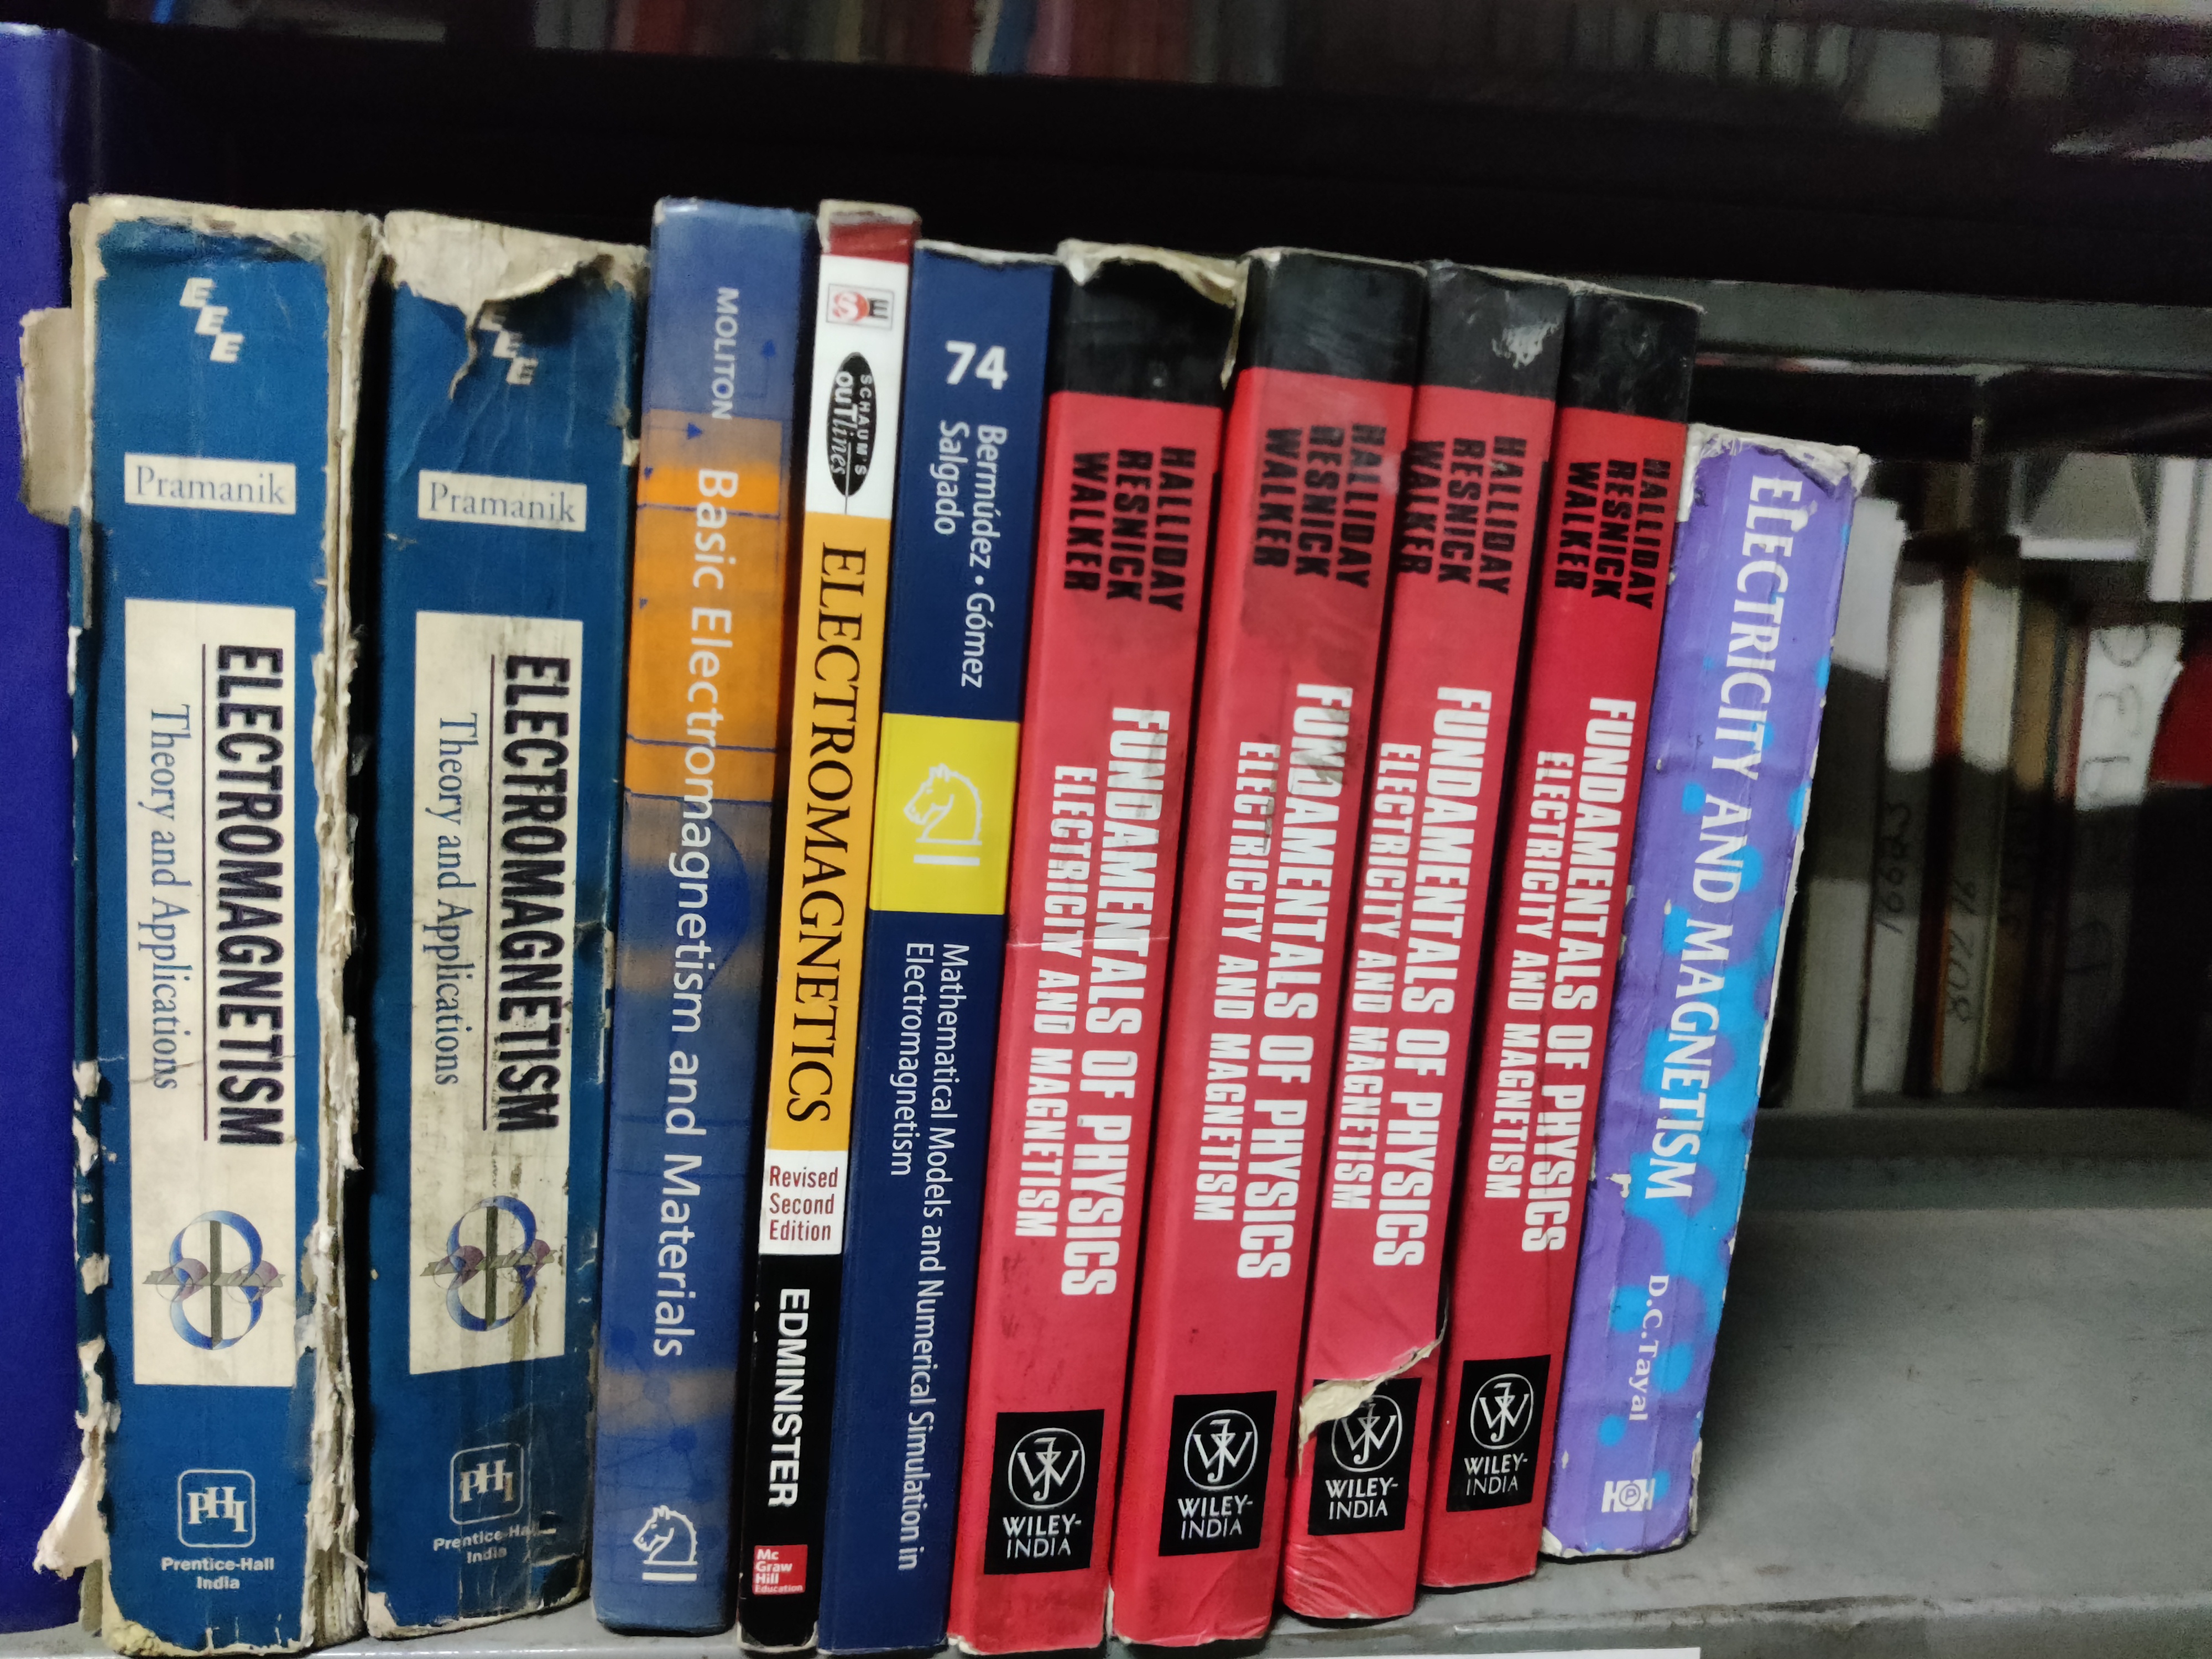 EEE
Pramanik
ELECTROMAGNETISM
Theory and Applications
PHI
Prentice-Hall
India
EEE
Pramanik
ELECTROMAGNETISM
Theory and Applications
PHI
India
MOLITON
Basic Electromagnetism and Materials
SCHAUM'S
OUTlines
ELECTROMAGNETICS
Revised
Second
Edition
EDMINISTER
Mc
Graw
Hill
Education
74
Bermúdez • Gómez
Salgado
Mathematical Models and Numerical Simulation in
Electromagnetism
HALLIDAY
RESNICK
WALKER
FUNDAMENTALS OF PHYSICS
ELECTRICITY AND MAGNETISM
WILEY-
INDIA
HALLIDAY
RESNICK
WALKER
FUNDAMENTALS OF PHYSICS
ELECTRICITY AND MAGNETISM
WILEY-
INDIA
HALLIDAY
RESNICK
WALKER
FUNDAMENTALS OF PHYSICS
ELECTRICITY AND MAGNETISM
WILEY-
INDIA
HALLIDAY
RESNICK
WALKER
FUNDAMENTALS OF PHYSICS
ELECTRICITY AND MAGNETISM
WILEY-
INDIA
ELECTRICITY AND MAGNETISM
D.C.Tayal